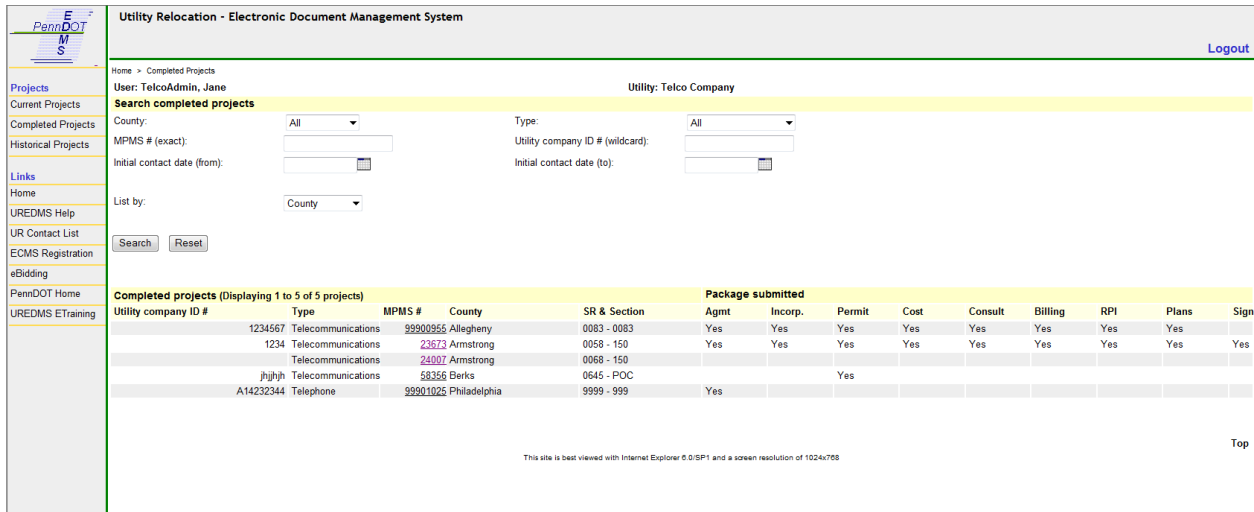 E
PennDOT
M
S
Utility Relocation - Electronic Document Management System
Logout
Home > Completed Projects
User: TelcoAdmin, Jane Utility: Telco Company
Projects
Current Projects
Completed Projects
Historical Projects
Links
Home
UREDMS Help
UR Contact List
ECMS Registration
eBidding
PennDOT Home
UREDMS ETraining
Search completed projects
County: All Type: All
MPMS # (exact): Utility company ID # (wildcard):
Initial contact date (from): Initial contact date (to):
List by: County
Search Reset
Completed projects (Displaying 1 to 5 of 5 projects) Package submitted
Utility company ID # Type MPMS # County SR & Section Agmt Incorp. Permit Cost Consult Billing RPI Plans Sign
1234567 Telecommunications 99900955 Allegheny 0083 - 0083 Yes Yes Yes Yes Yes Yes Yes Yes
1234 Telecommunications 23673 Armstrong 0058 - 150 Yes Yes Yes Yes Yes Yes Yes Yes Yes
Telecommunications 24007 Armstrong 0068 - 150
jhjjhjh Telecommunications 58356 Berks 0645 - POC Yes
A14232344 Telephone 99901025 Philadelphia 9999 - 999 Yes
Top
This site is best viewed with Internet Explorer 6.0/SP1 and a screen resolution of 1024x768